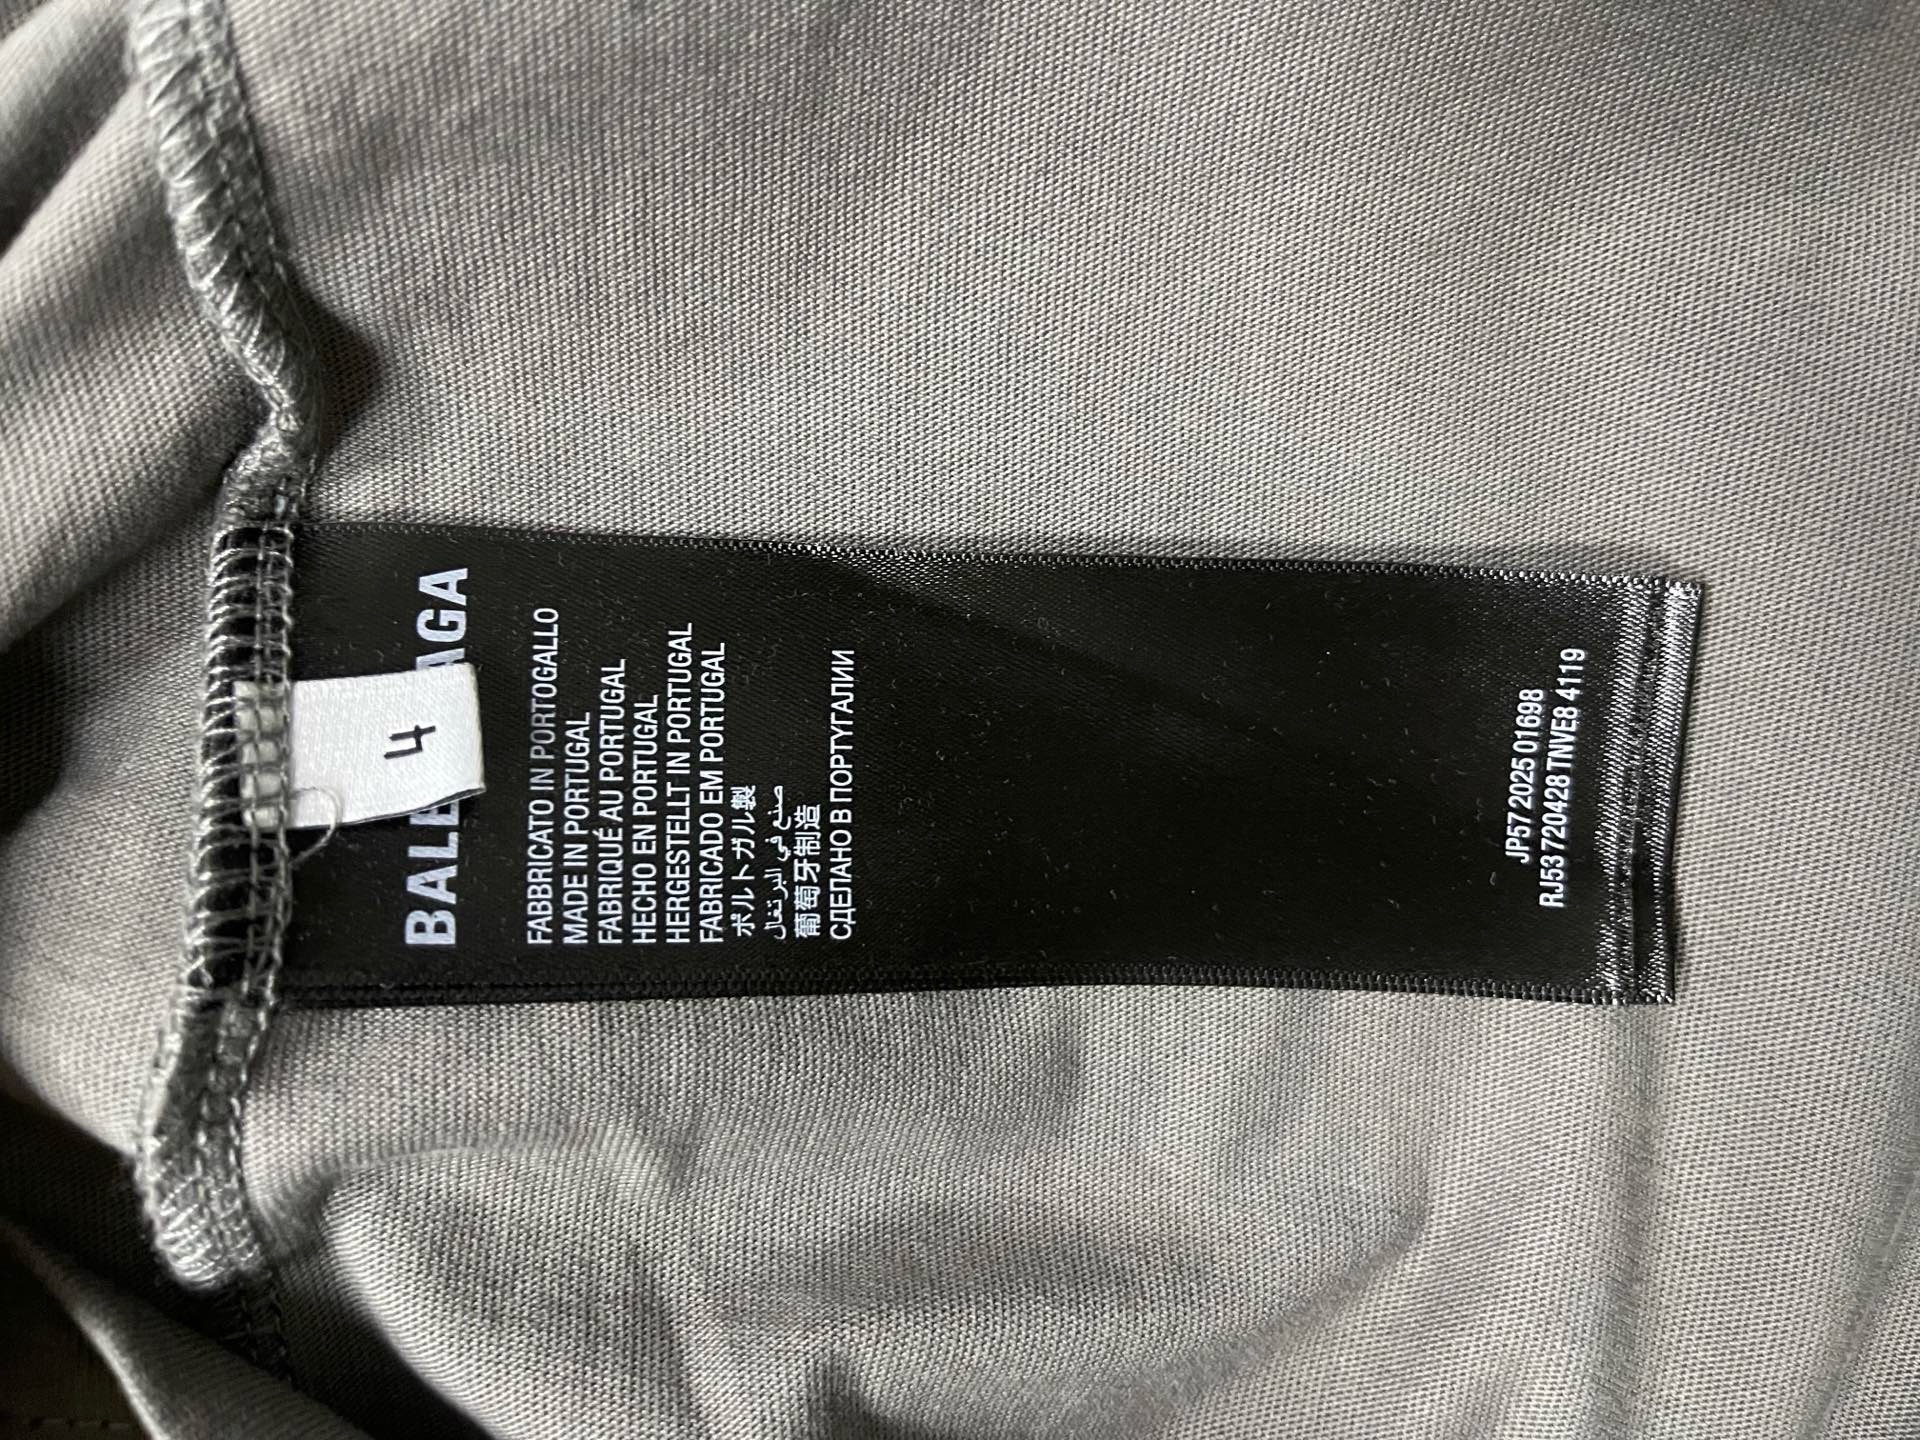 4
BALE AGA
FABBRICATO IN PORTOGALLO
MADE IN PORTUGAL
FABRIQUÉ AU PORTUGAL
HECHO EN PORTUGAL
HERGESTELLT IN PORTUGAL
FABRICADO EM PORTUGAL
ポルトガル製
صنع في البرتغال
葡萄牙制造
СДЕЛАНО В ПОРТУГАЛИИ
JP57 2025 01698
RJ53 720428 TNVE8 4119